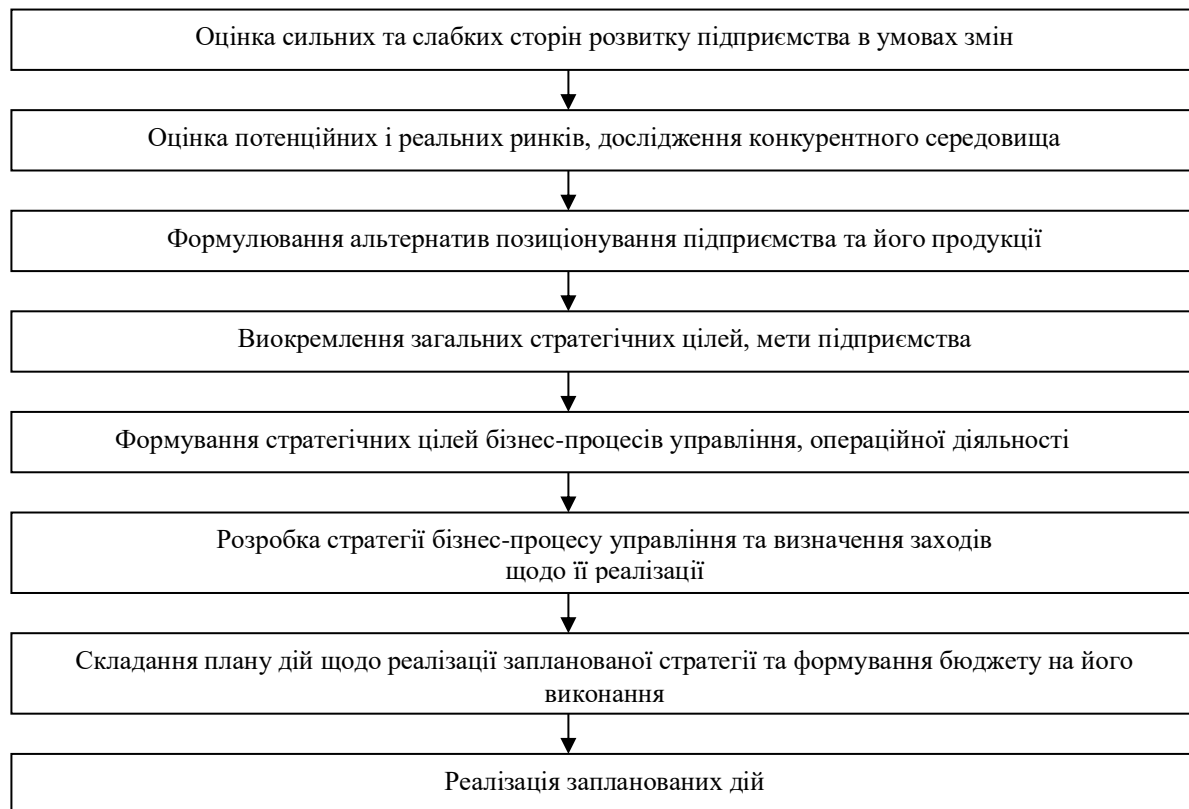 Оцінка сильних та слабких сторін розвитку підприємства в умовах змін
Оцінка потенційних і реальних ринків, дослідження конкурентного середовища
Формулювання альтернатив позиціонування підприємства та його продукції
Виокремлення загальних стратегічних цілей, мети підприємства
Формування стратегічних цілей бізнес-процесів управління, операційної діяльності
Розробка стратегії бізнес-процесу управління та визначення заходів
щодо її реалізації
Складання плану дій щодо реалізації запланованої стратегії та формування бюджету на його
виконання
Реалізація запланованих дій